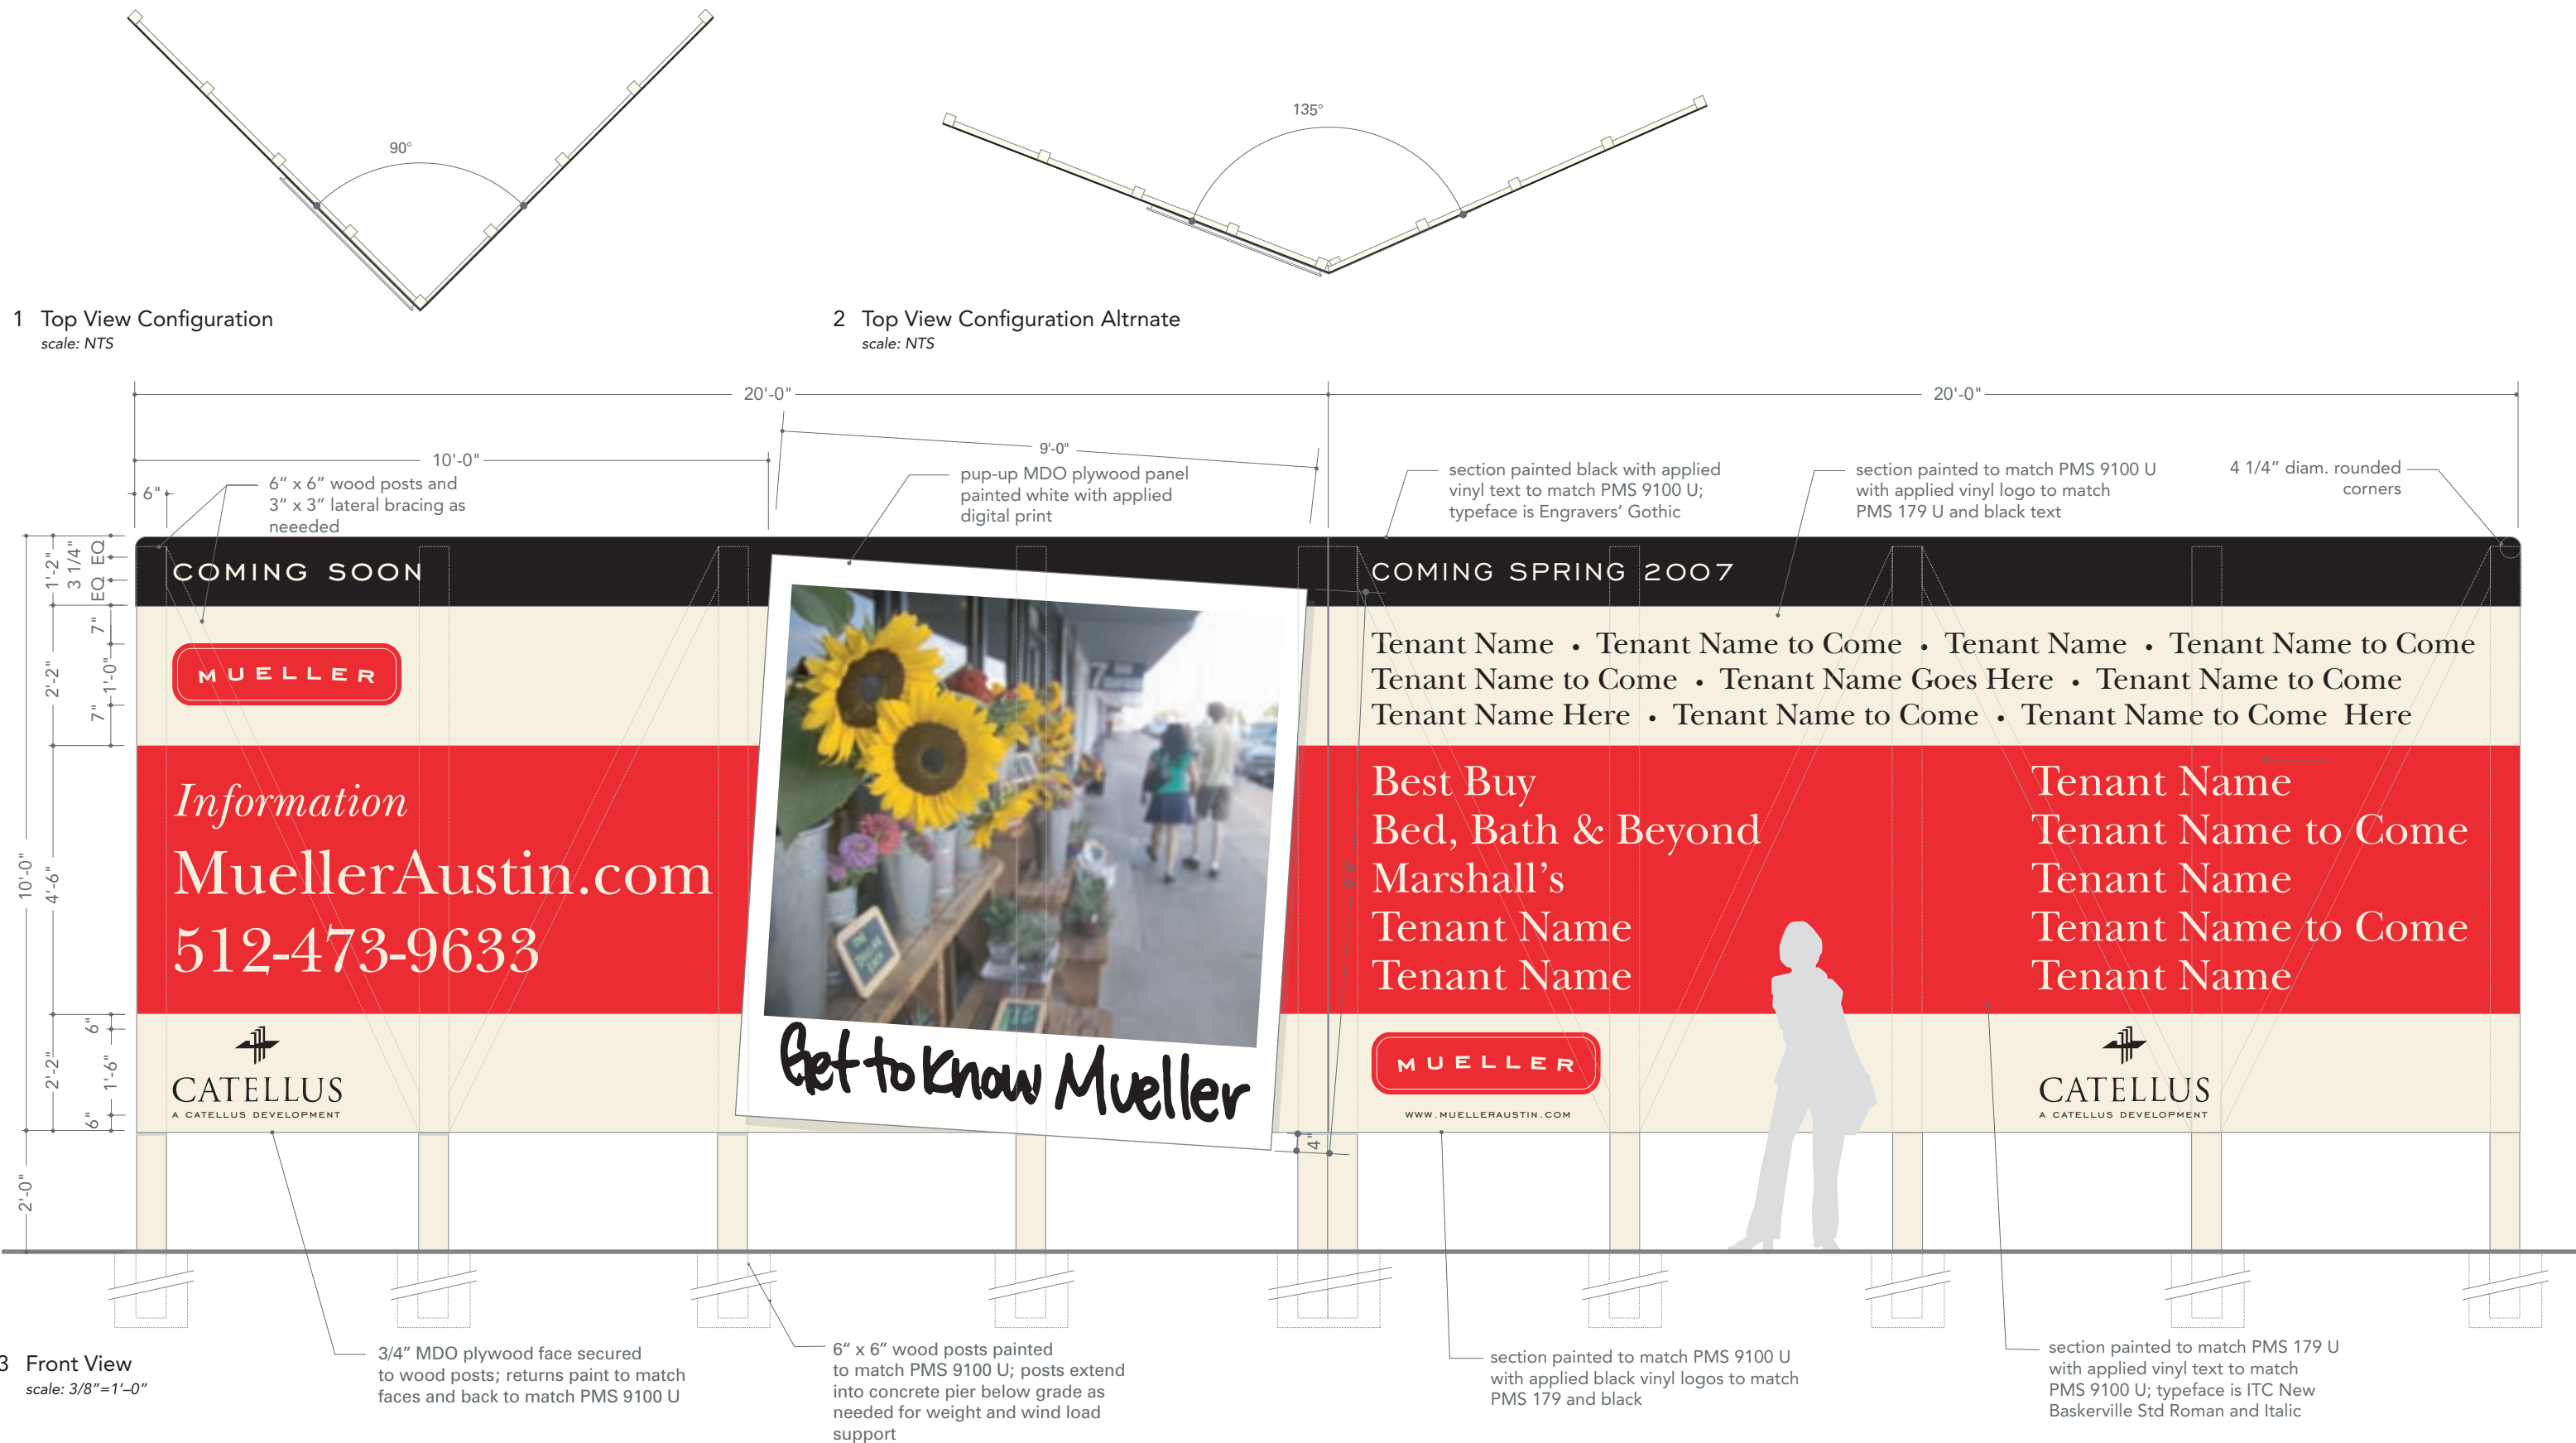 90°
135°
1 Top View Configuration
scale: NTS
2 Top View Configuration Altrnate
scale: NTS
20'-0"
20'-0"
10'-0"
9'-0"
6"
6" x 6" wood posts and
3" x 3" lateral bracing as
neeeded
pup-up MDO plywood panel
painted white with applied
digital print
section painted black with applied
vinyl text to match PMS 9100 U;
typeface is Engravers' Gothic
section painted to match PMS 9100 U
with applied vinyl logo to match
PMS 179 U and black text
4 1/4" diam. rounded
corners
10'-0"
2'-0"
1'-2"
2'-2"
4'-6"
2'-2"
3 1/4"
EQ
EQ
7"
1'-0"
7"
6"
1'-6"
6"
COMING SOON
MUELLER
Information
MuellerAustin.com
512-473-9633
CATELLUS
A CATELLUS DEVELOPMENT
Get to Know Mueller
9'-0"
4"
COMING SPRING 2007
Tenant Name • Tenant Name to Come • Tenant Name • Tenant Name to Come
Tenant Name to Come • Tenant Name Goes Here • Tenant Name to Come
Tenant Name Here • Tenant Name to Come • Tenant Name to Come Here
Best Buy
Bed, Bath & Beyond
Marshall's
Tenant Name
Tenant Name
Tenant Name
Tenant Name to Come
Tenant Name
Tenant Name to Come
Tenant Name
MUELLER
WWW.MUELLERAUSTIN.COM
CATELLUS
A CATELLUS DEVELOPMENT
3 Front View
scale: 3/8"=1'–0"
3/4" MDO plywood face secured
to wood posts; returns paint to match
faces and back to match PMS 9100 U
6" x 6" wood posts painted
to match PMS 9100 U; posts extend
into concrete pier below grade as
needed for weight and wind load
support
section painted to match PMS 9100 U
with applied black vinyl logos to match
PMS 179 and black
section painted to match PMS 179 U
with applied vinyl text to match
PMS 9100 U; typeface is ITC New
Baskerville Std Roman and Italic